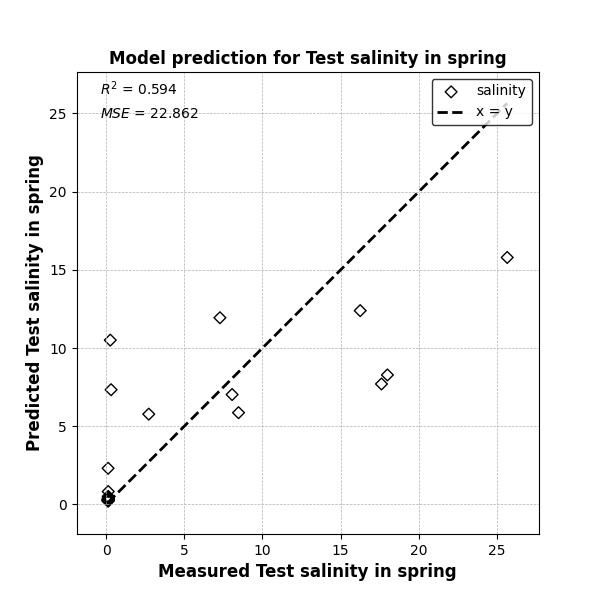 Model prediction for Test salinity in spring
R² = 0.594
MSE = 22.862
salinity
x = y
25
20
15
10
5
0
Predicted Test salinity in spring
0 5 10 15 20 25
Measured Test salinity in spring